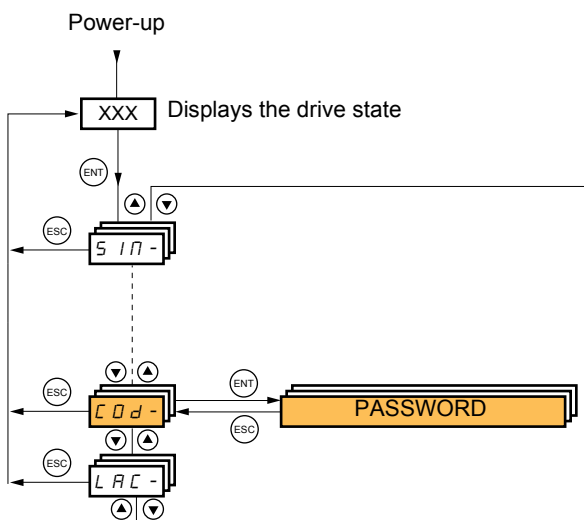 Power-up
XXX Displays the drive state
ENT
ESC
SIM-
ESC
ENT
COd-
PASSWORD
ESC
ESC
LAC-